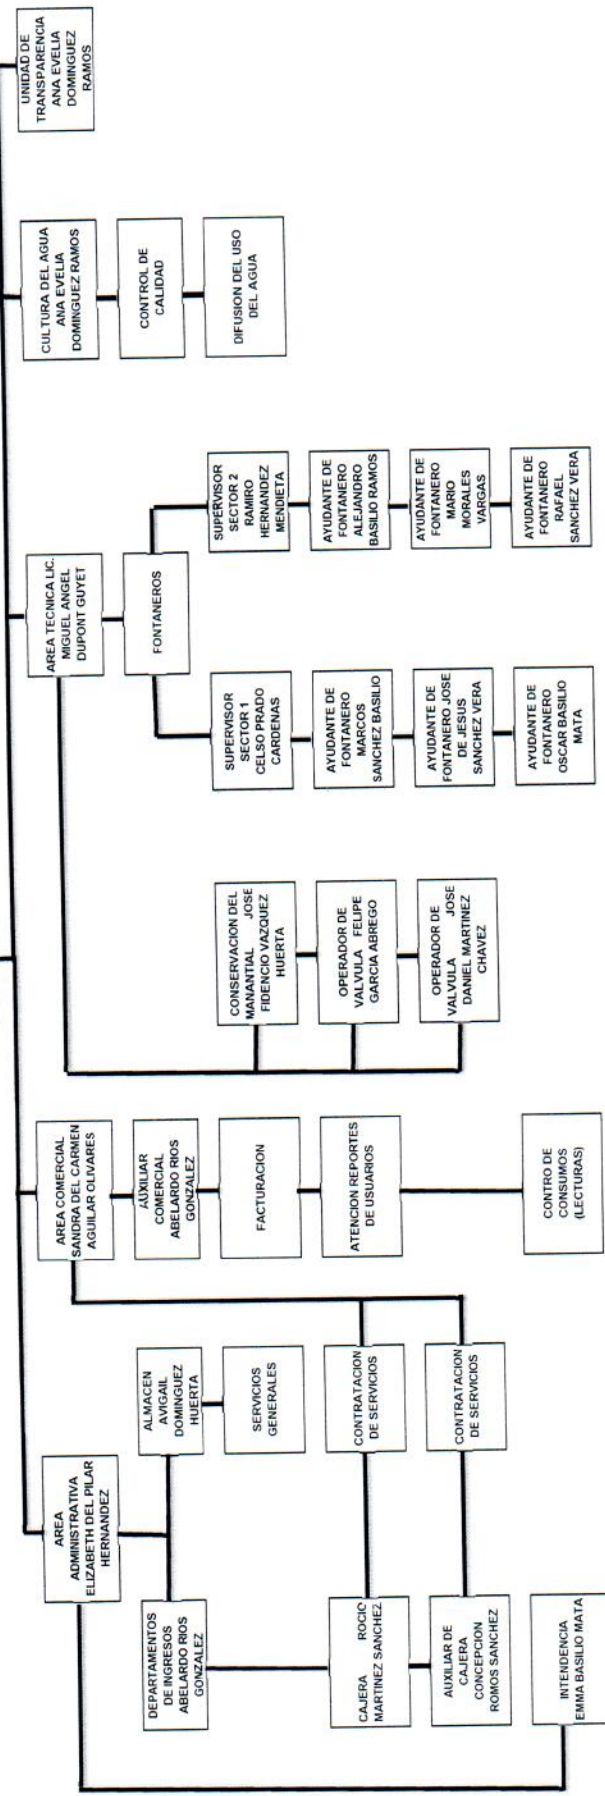 AREA
ADMINISTRATIVA
ELIZABETH DEL PILAR
HERNANDEZ
DEPARTAMENTOS
DE INGRESOS
ABELARDO RIOS
GONZALEZ
ALMACEN
AVIGAIL
DOMINGUEZ
HUERTA
SERVICIOS
GENERALES
CAJERA ROCIO
MARTINEZ SANCHEZ
CONTRATACION
DE SERVICIOS
AUXILIAR DE
CAJERA
CONCEPCION
ROMOS SANCHEZ
CONTRATACION
DE SERVICIOS
INTENDENCIA
EMMA BASILIO MATA
AREA COMERCIAL
SANDRA DEL CARMEN
AGUILAR OLIVARES
AUXILIAR
COMERCIAL
ABELARDO RIOS
GONZALEZ
FACTURACION
ATENCION REPORTES
DE USUARIOS
CONTRO DE
CONSUMOS
(LECTURAS)
AREA TECNICA LIC.
MIGUEL ANGEL
DUPONT GUYET
CONSERVACION DEL
MANANTIAL JOSE
FIDENCIO VAZQUEZ
HUERTA
OPERADOR DE
VALVULA FELIPE
GARCIA ABREGO
OPERADOR DE
VALVULA JOSE
DANIEL MARTINEZ
CHAVEZ
FONTANEROS
SUPERVISOR
SECTOR 1
CELSO PRADO
CARDENAS
AYUDANTE DE
FONTANERO
MARCOS
SANCHEZ BASILIO
AYUDANTE DE
FONTANERO JOSE
DE JESUS
SANCHEZ VERA
AYUDANTE DE
FONTANERO
OSCAR BASILIO
MATA
SUPERVISOR
SECTOR 2
RAMIRO
HERNANDEZ
MENDIETA
AYUDANTE DE
FONTANERO
ALEJANDRO
BASILIO RAMOS
AYUDANTE DE
FONTANERO
MARIO
MORALES
VARGAS
AYUDANTE DE
FONTANERO
RAFAEL
SANCHEZ VERA
CULTURA DEL AGUA
ANA EVELIA
DOMINGUEZ RAMOS
CONTROL DE
CALIDAD
DIFUSION DEL USO
DEL AGUA
UNIDAD DE
TRANSPARENCIA
ANA EVELIA
DOMINGUEZ
RAMOS